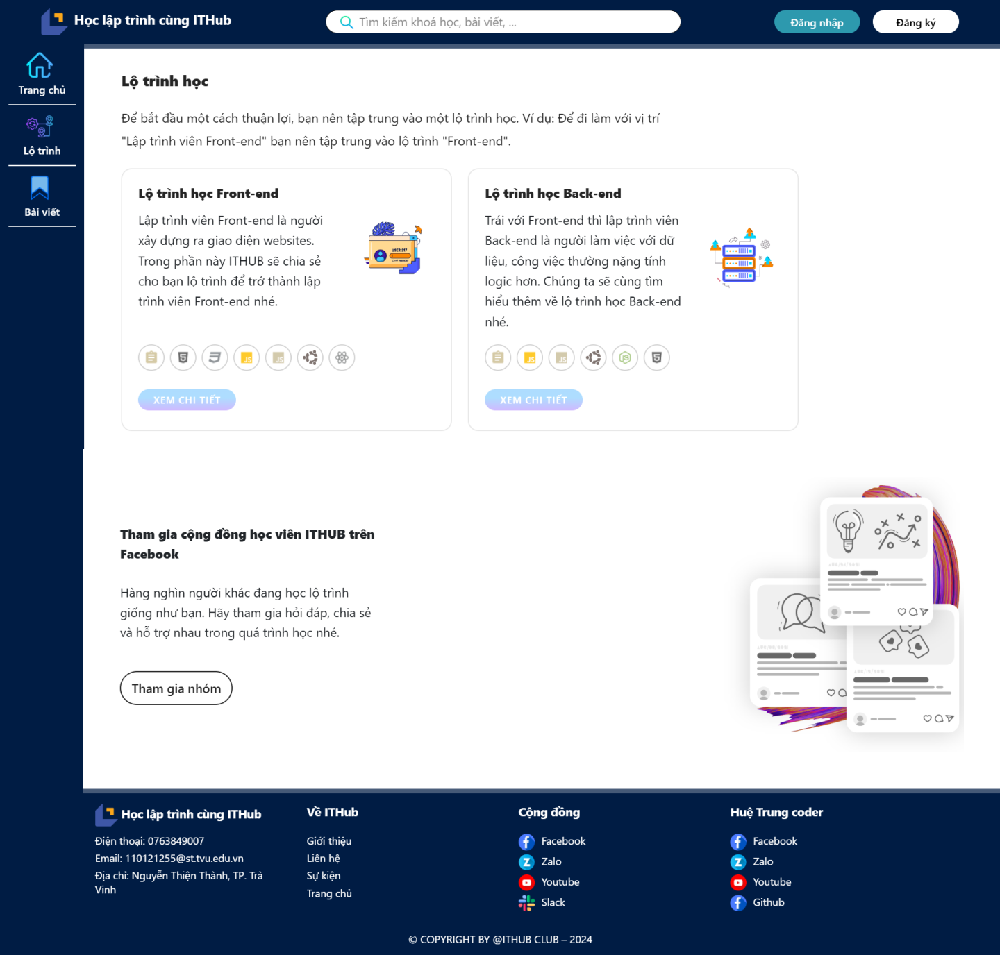 Học lập trình cùng ITHub
Tìm kiếm khoá học, bài viết, ...
Đăng nhập
Đăng ký
Trang chủ
Lộ trình
Bài viết
Lộ trình học
Để bắt đầu một cách thuận lợi, bạn nên tập trung vào một lộ trình học. Ví dụ: Để đi làm với vị trí
"Lập trình viên Front-end" bạn nên tập trung vào lộ trình "Front-end".
Lộ trình học Front-end
Lập trình viên Front-end là người
xây dựng ra giao diện websites.
Trong phần này ITHUB sẽ chia sẻ
cho bạn lộ trình để trở thành lập
trình viên Front-end nhé.
USER 217
JS
JS
XEM CHI TIẾT
Lộ trình học Back-end
Trái với Front-end thì lập trình viên
Back-end là người làm việc với dữ
liệu, công việc thường nặng tính
logic hơn. Chúng ta sẽ cùng tìm
hiểu thêm về lộ trình học Back-end
nhé.
JS
JS
JS
XEM CHI TIẾT
Tham gia cộng đồng học viên ITHUB trên
Facebook
Hàng nghìn người khác đang học lộ trình
giống như bạn. Hãy tham gia hỏi đáp, chia sẻ
và hỗ trợ nhau trong quá trình học nhé.
Tham gia nhóm
Học lập trình cùng ITHub
Điện thoại: 0763849007
Email: 110121255@st.tvu.edu.vn
Địa chỉ: Nguyễn Thiện Thành, TP. Trà
Vinh
Về ITHub
Giới thiệu
Liên hệ
Sự kiện
Trang chủ
Cộng đồng
Facebook
Zalo
Youtube
Slack
Huệ Trung coder
Facebook
Zalo
Youtube
Github
© COPYRIGHT BY @ITHUB CLUB – 2024